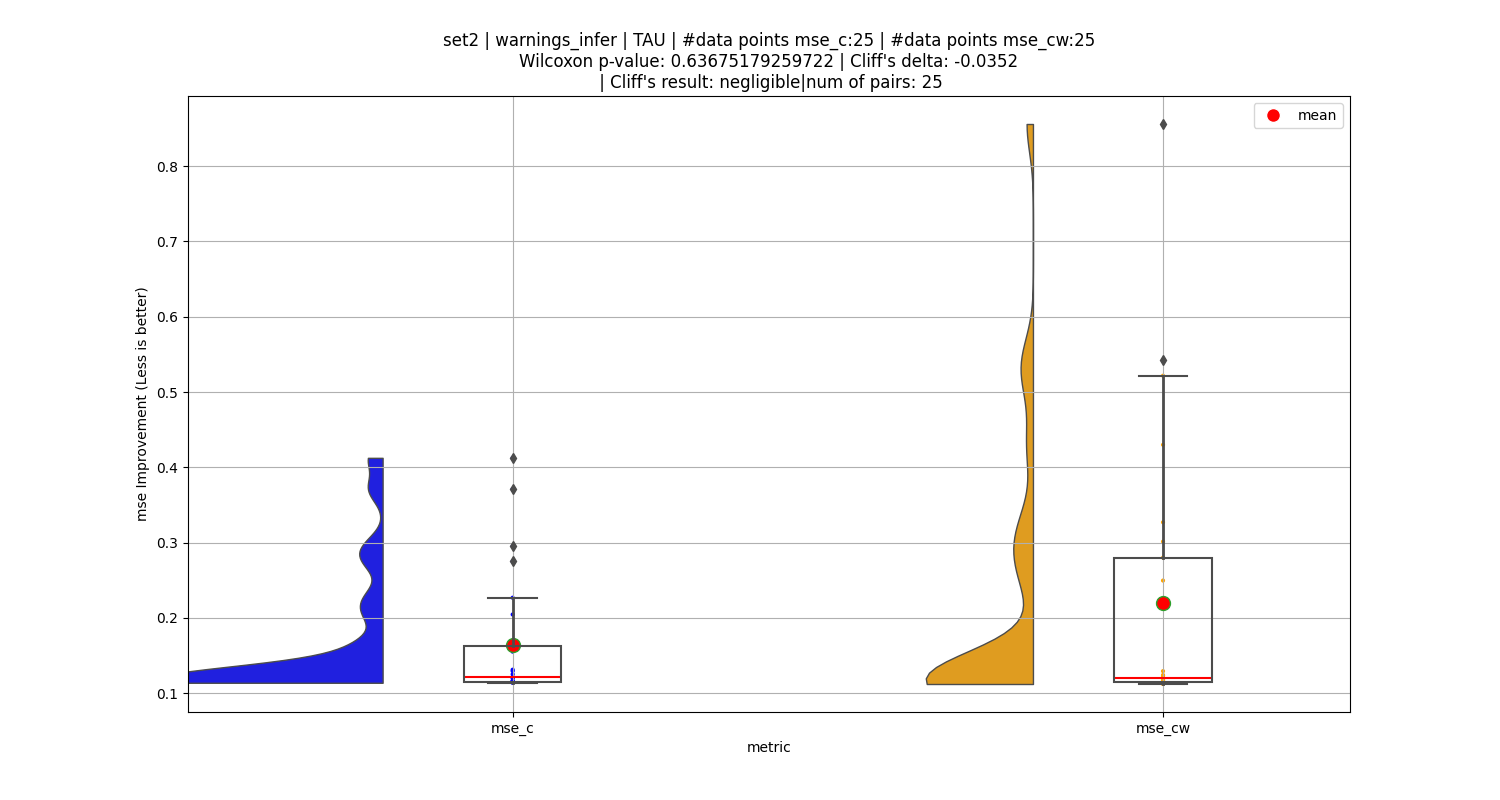 set2 | warnings_infer | TAU | #data points mse_c:25 | #data points mse_cw:25
Wilcoxon p-value: 0.63675179259722 | Cliff's delta: -0.0352
| Cliff's result: negligible|num of pairs: 25
mean
mse Improvement (Less is better)
0.8
0.7
0.6
0.5
0.4
0.3
0.2
0.1
mse_c
mse_cw
metric